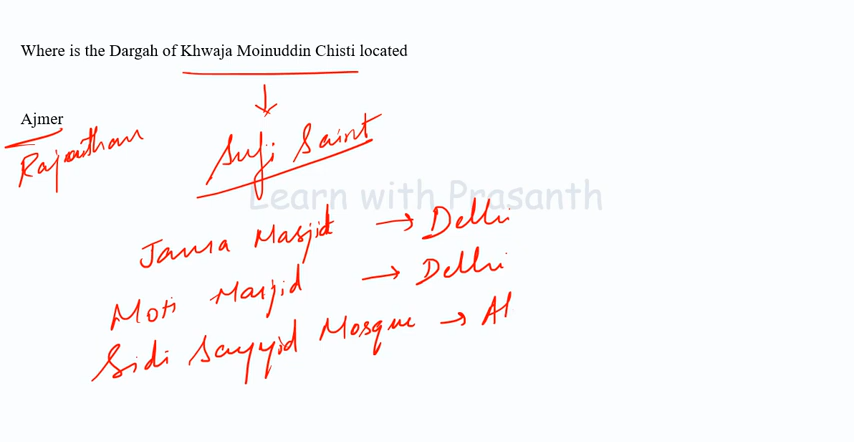 Where is the Dargah of Khwaja Moinuddin Chisti located
Ajmer
Rajasthan
Sufi Saint
Learn with Prasanth
Jama Masjid → Delhi
Moti Masjid → Delhi
Sidi Sayyid Mosque → Al